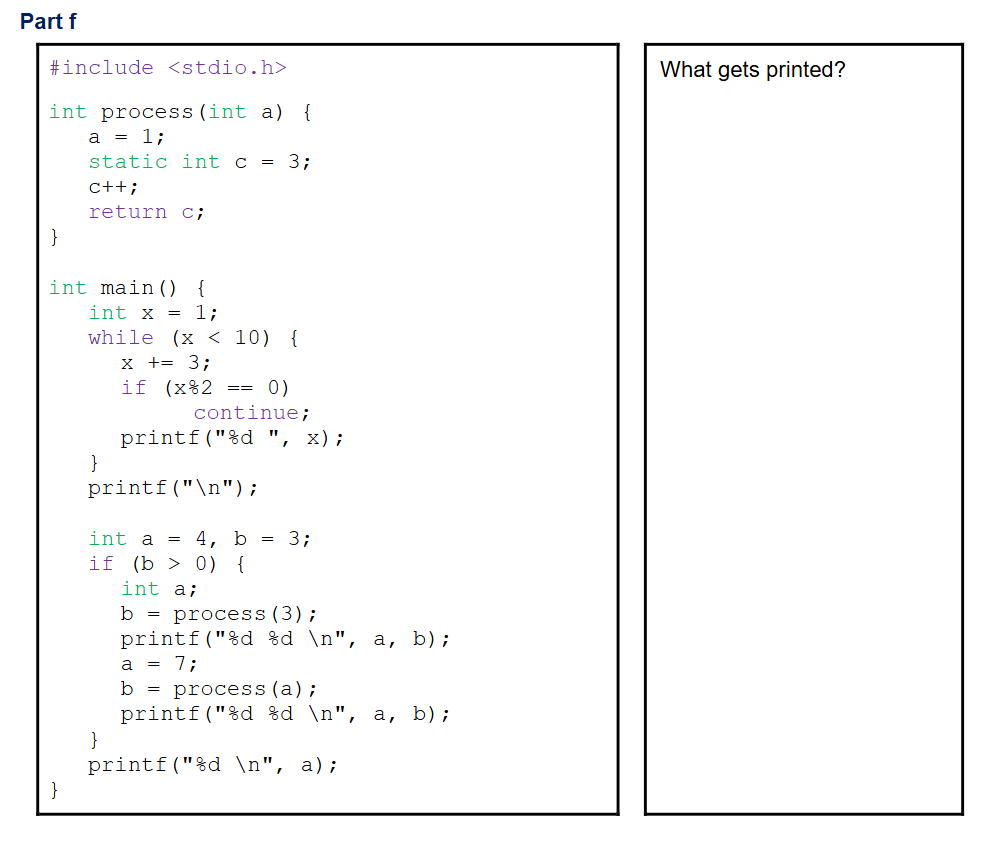 Part f
#include <stdio.h>
int process(int a) {
   a = 1;
   static int c = 3;
   c++;
   return c;
}
int main() {
   int x = 1;
   while (x < 10) {
      x += 3;
      if (x%2 == 0)
            continue;
      printf("%d ", x);
   }
   printf("\n");
   int a = 4, b = 3;
   if (b > 0) {
      int a;
      b = process(3);
      printf("%d %d \n", a, b);
      a = 7;
      b = process(a);
      printf("%d %d \n", a, b);
   }
   printf("%d \n", a);
}
What gets printed?